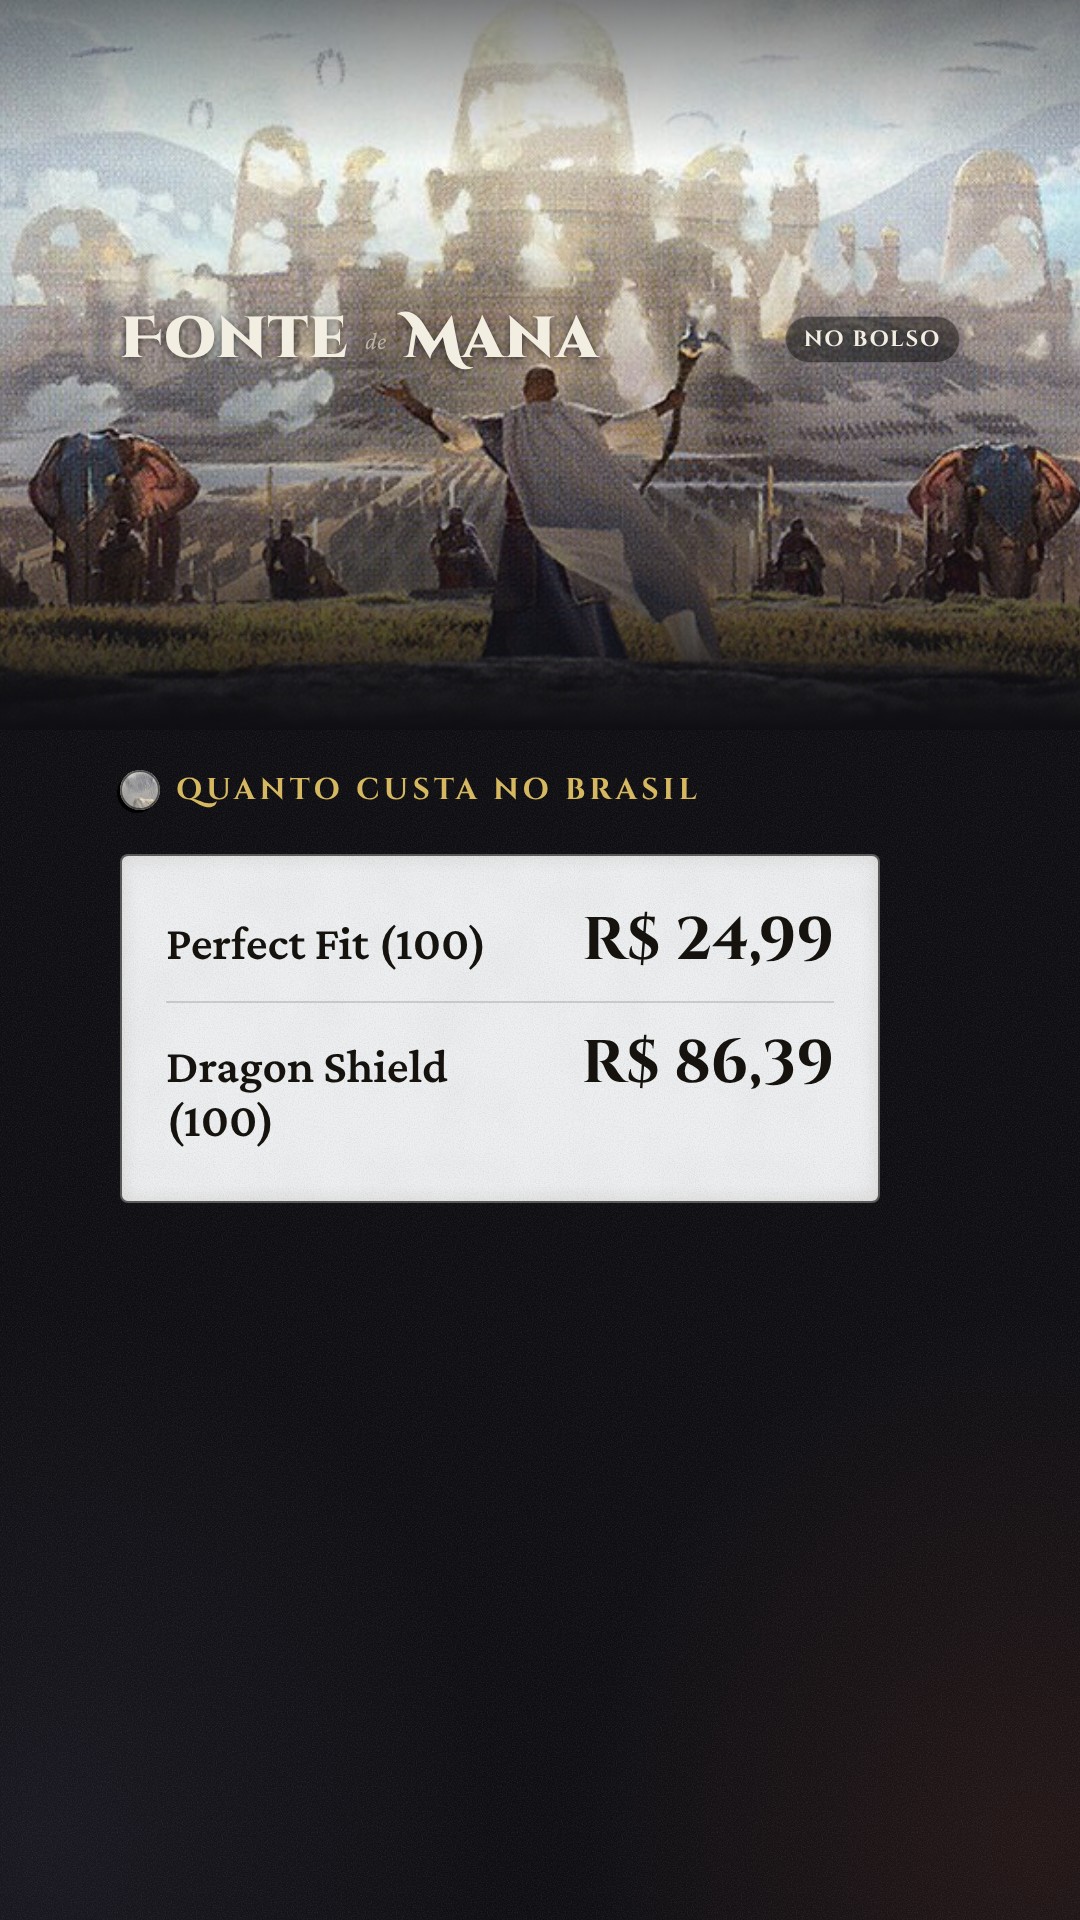 FONTE de MANA
NO BOLSO
QUANTO CUSTA NO BRASIL
Perfect Fit (100) R$ 24,99
Dragon Shield R$ 86,39
(100)